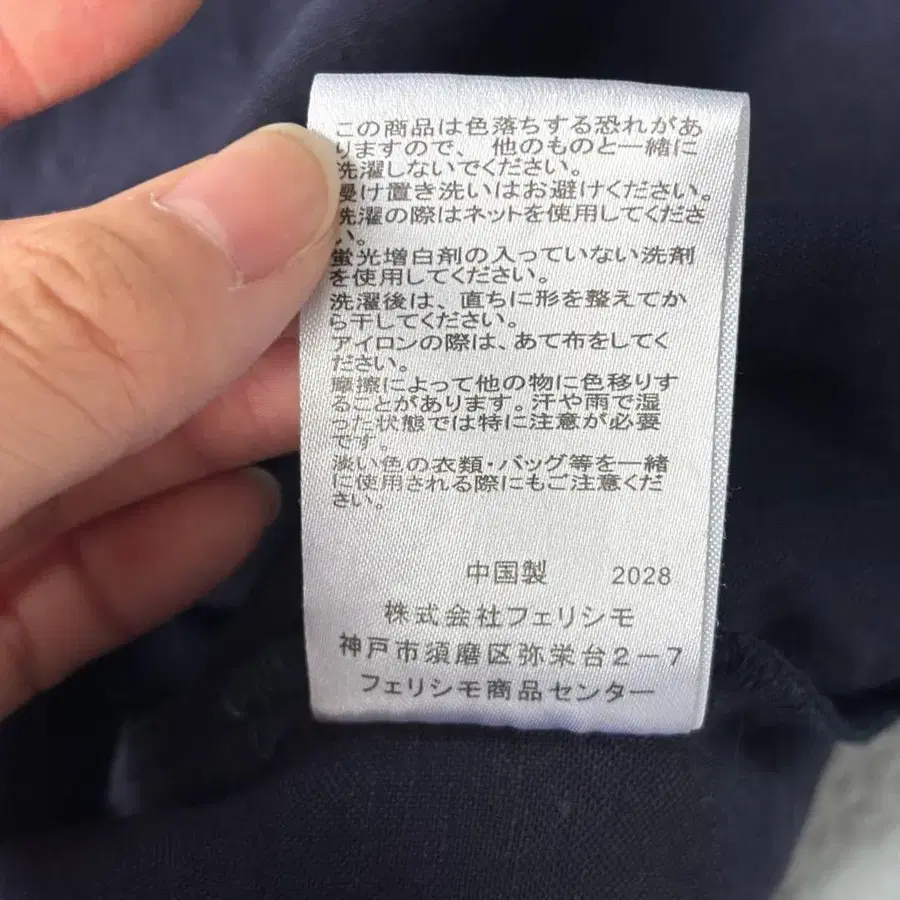 この商品は色落ちする恐れがあ
りますので、他のものと一緒に
洗濯しないでください。
浸け置き洗いはお避けください。
洗濯の際はネットを使用してくださ
い。
蛍光増白剤の入っていない洗剤
を使用してください。
洗濯後は、直ちに形を整えてか
ら干してください。
アイロンの際は、あて布をしてく
ださい。
摩擦によって他の物に色移りす
ることがあります。汗や雨で湿
った状態では特に注意が必要
です。
淡い色の衣類・バッグ等を一緒
に使用される際にもご注意くだ
さい。
中国製 2028
株式会社フェリシモ
神戸市須磨区弥栄台2-7
フェリシモ商品センター